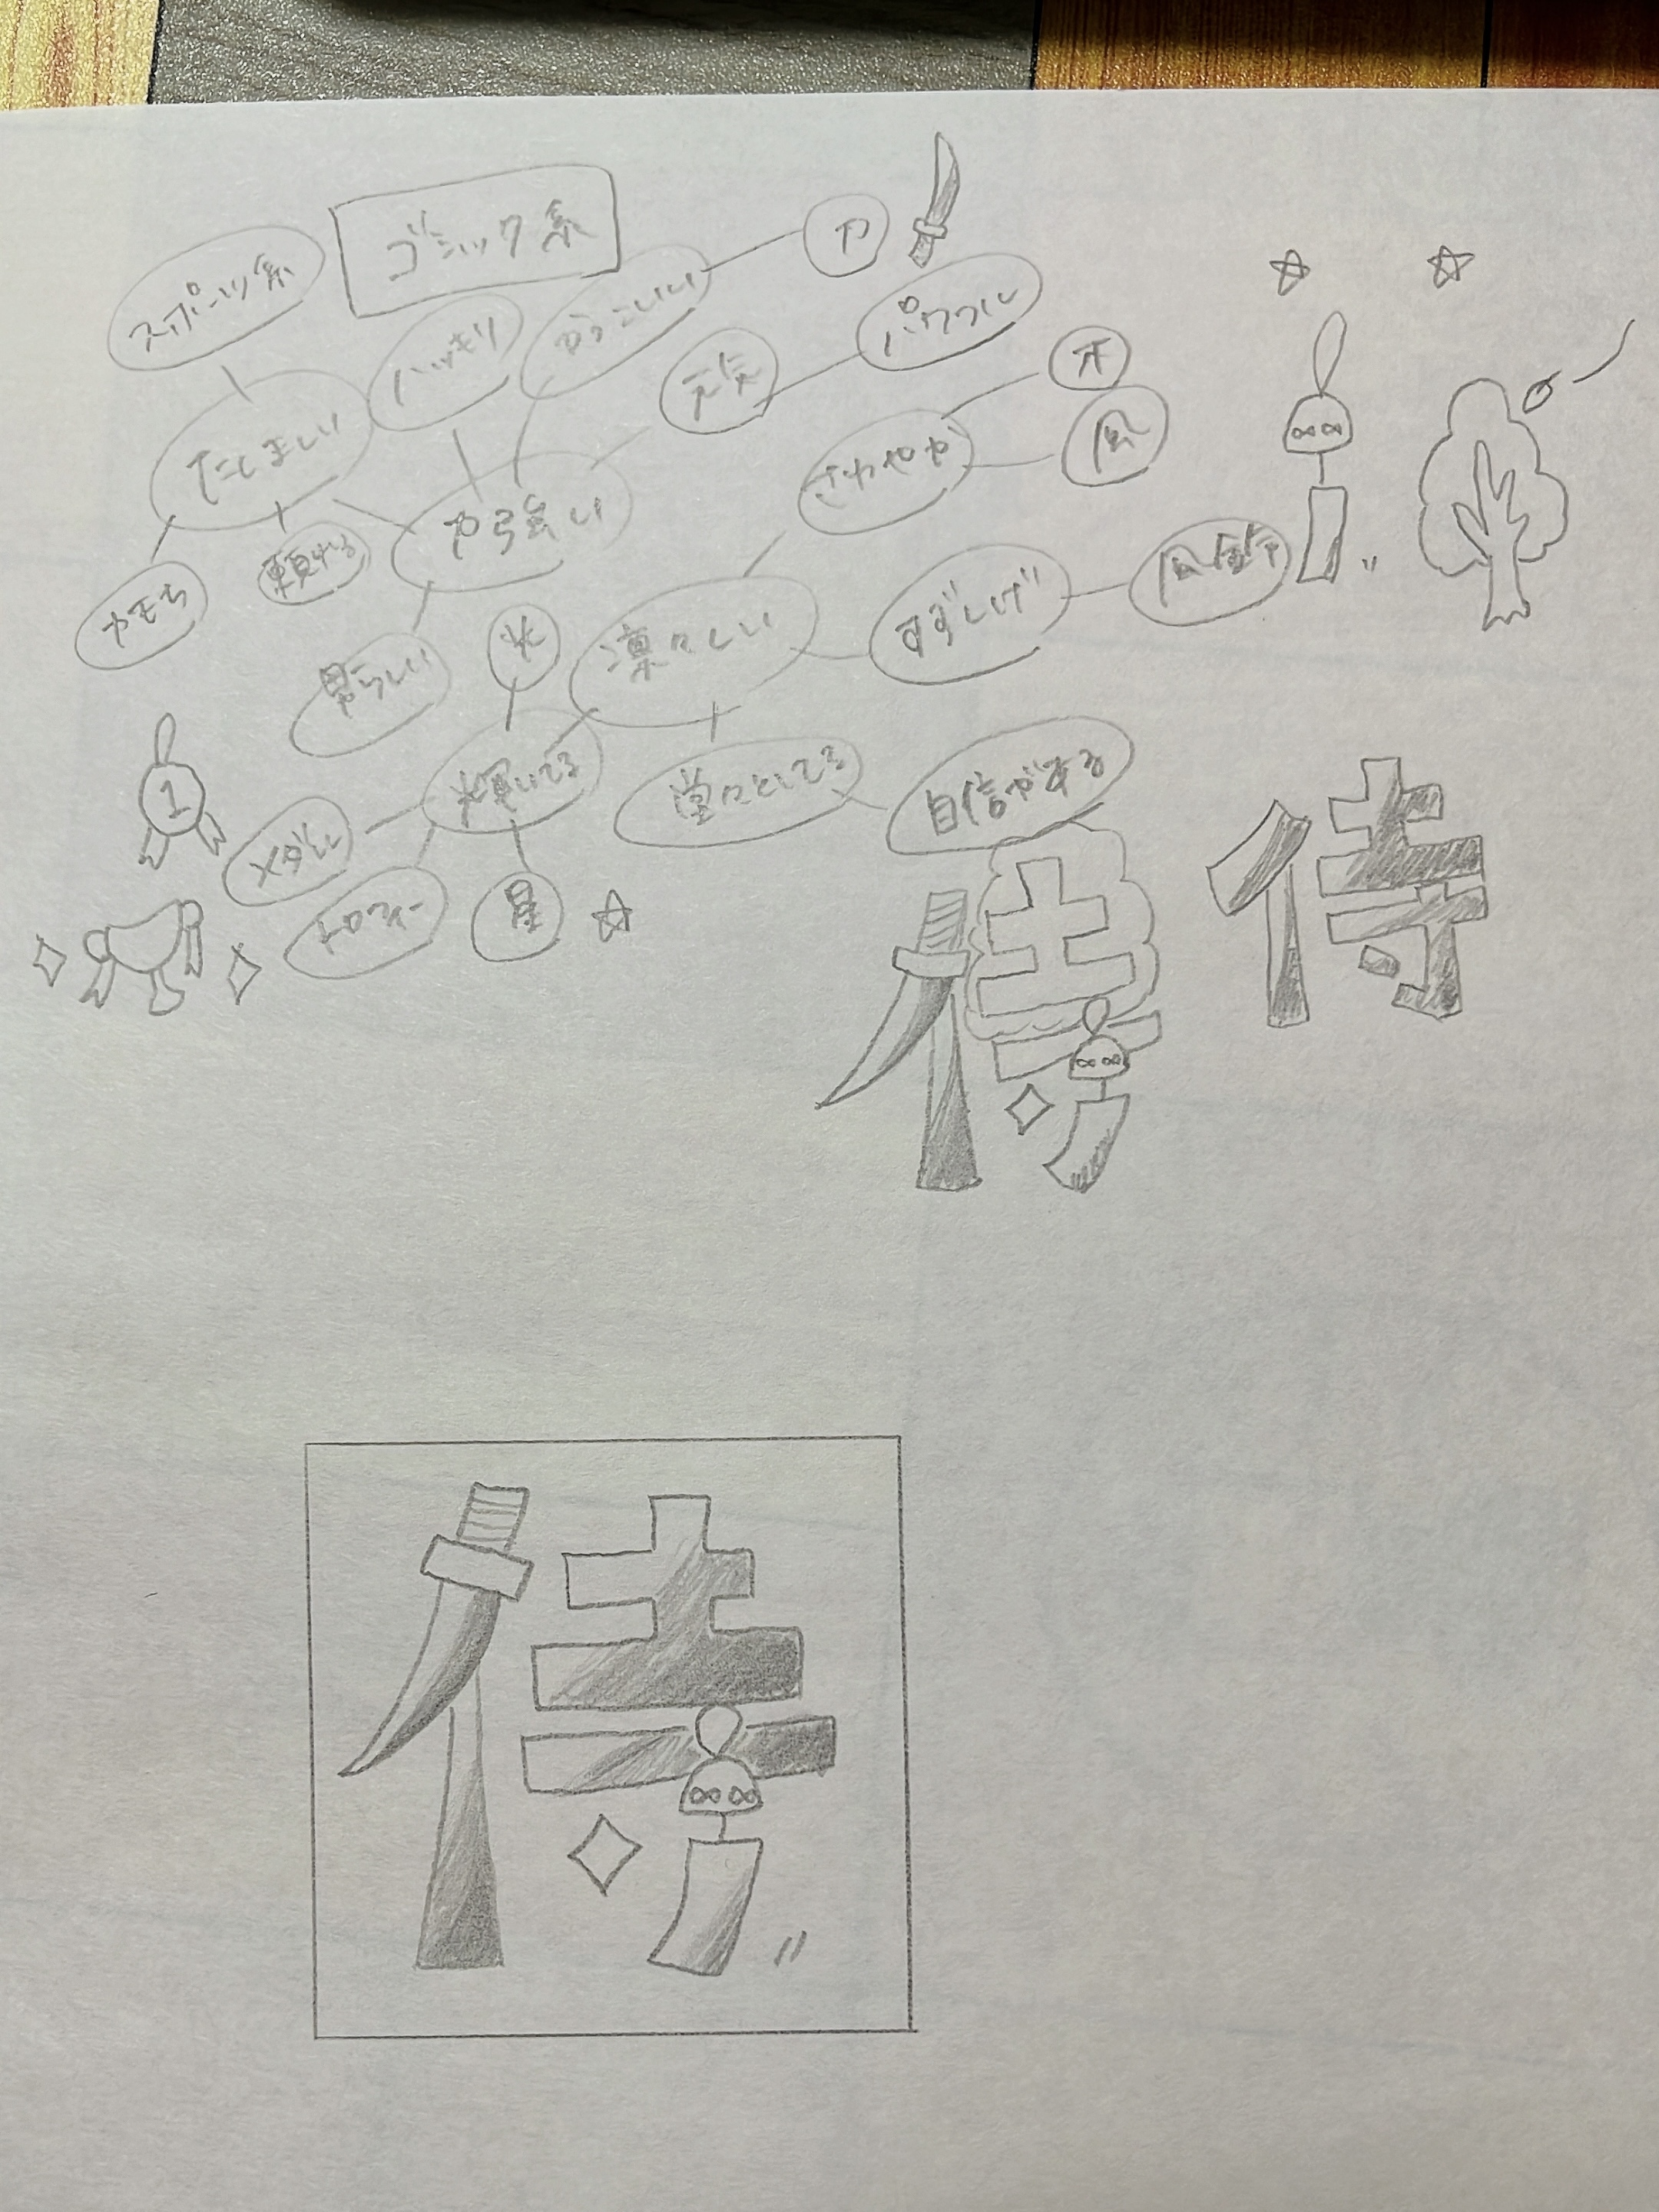 ゴシック系
スポーツ系
ハッキリ
かっこいい
刀
元気
パワフル
たくましい
力強い
さわやか
木
風
力もち
頼れる
男らしい
光
凛々しい
すずしげ
風鈴
輝いてる
堂々としてる
自信がある
メダル
トロフィー
星
1
侍
侍
侍